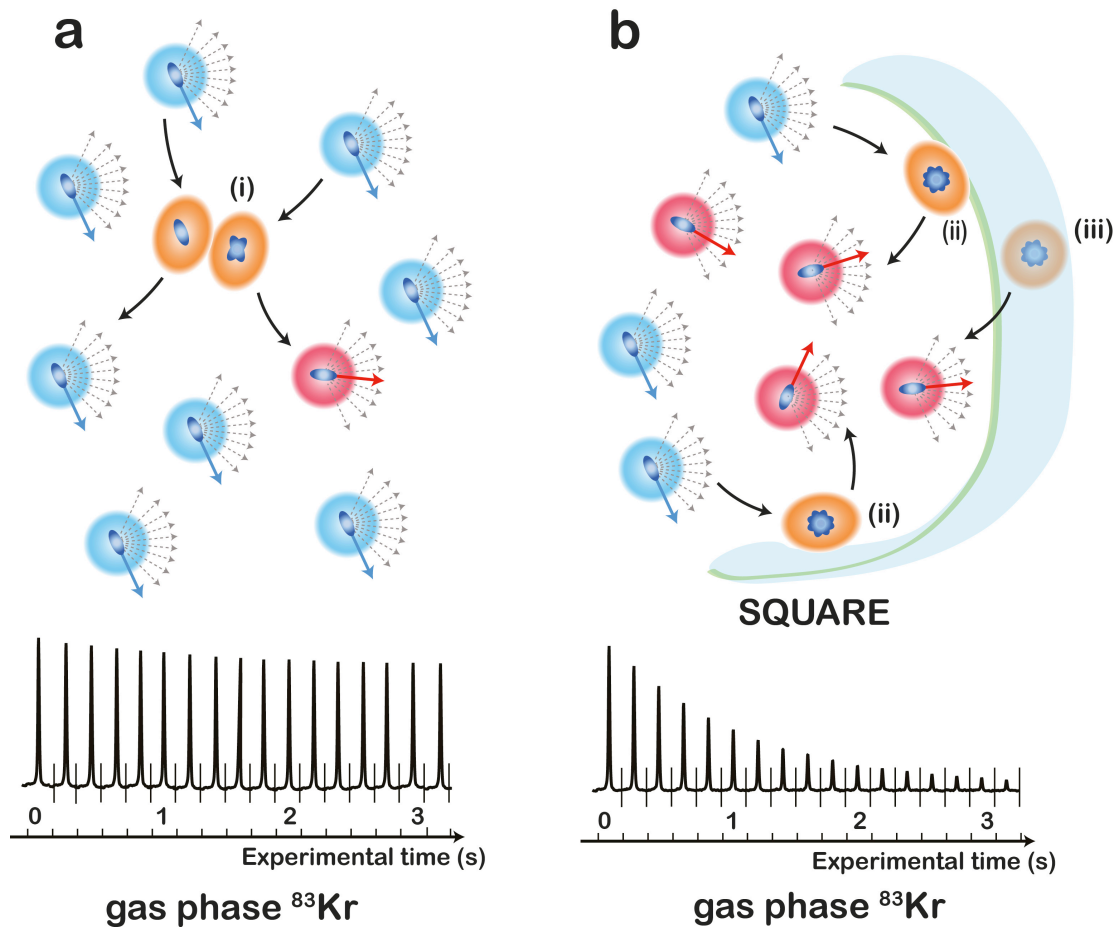 a
b
(i)
(ii)
(iii)
(ii)
SQUARE
0 1 2 3
Experimental time (s)
gas phase ⁸³Kr
0 1 2 3
Experimental time (s)
gas phase ⁸³Kr